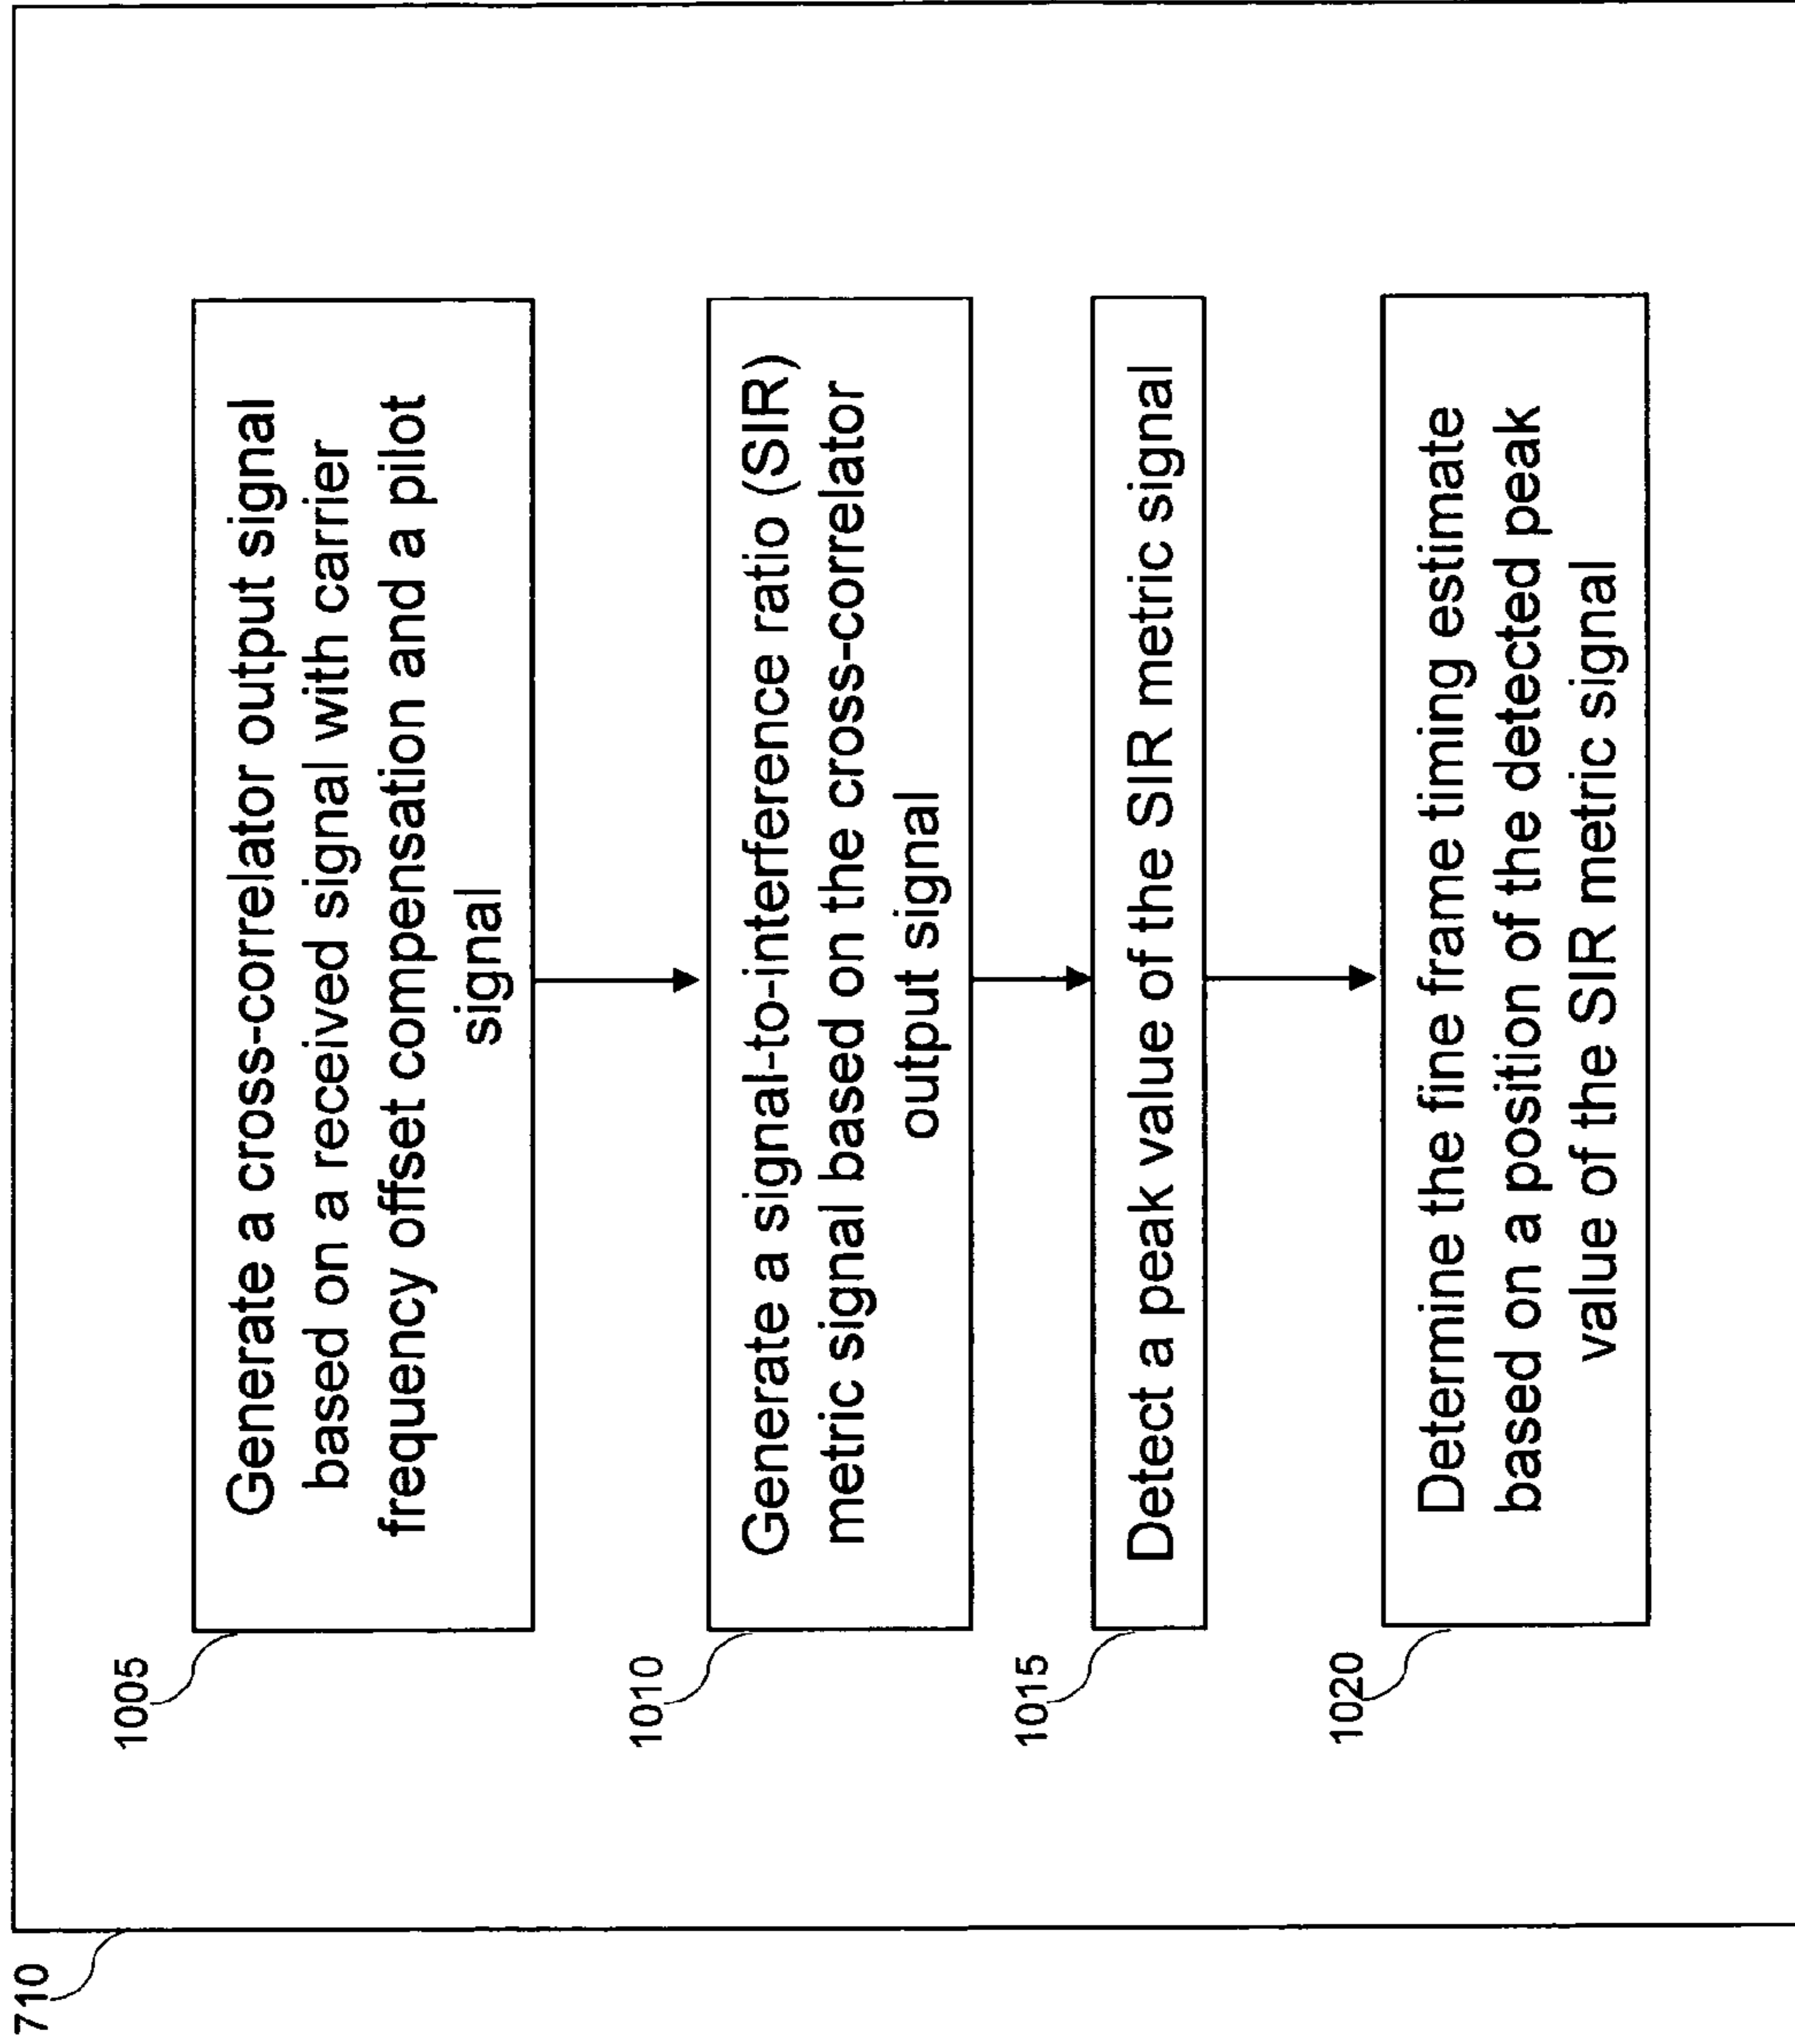 710
1005
Generate a cross-correlator output signal
based on a received signal with carrier
frequency offset compensation and a pilot
signal
1010
Generate a signal-to-interference ratio (SIR)
metric signal based on the cross-correlator
output signal
1015
Detect a peak value of the SIR metric signal
1020
Determine the fine frame timing estimate
based on a position of the detected peak
value of the SIR metric signal